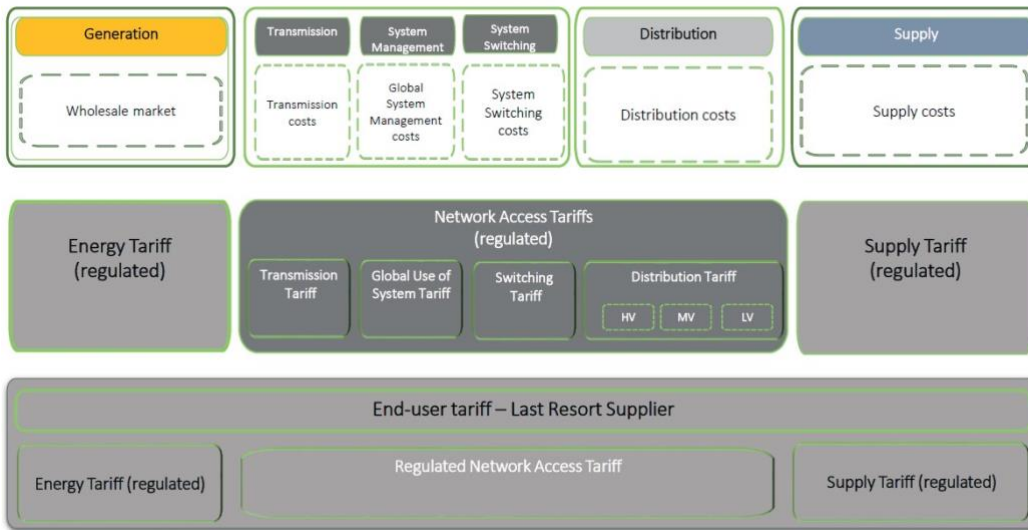 Generation
Transmission
System
Management
System
Switching
Distribution
Supply
Wholesale market
Transmission
costs
Global
System
Management
costs
System
Switching
costs
Distribution costs
Supply costs
Energy Tariff
(regulated)
Network Access Tariffs
(regulated)
Transmission
Tariff
Global Use of
System Tariff
Switching
Tariff
Distribution Tariff
HV
MV
LV
Supply Tariff
(regulated)
End-user tariff – Last Resort Supplier
Energy Tariff (regulated)
Regulated Network Access Tariff
Supply Tariff (regulated)